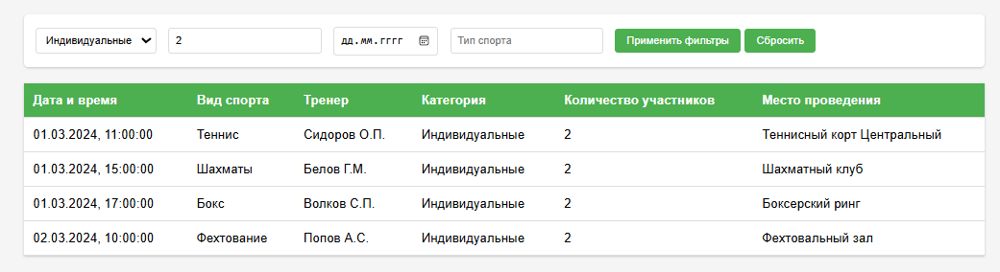 Индивидуальные 2 дд.мм.гггг Тип спорта Применить фильтры Сбросить
Дата и время Вид спорта Тренер Категория Количество участников Место проведения
01.03.2024, 11:00:00 Теннис Сидоров О.П. Индивидуальные 2 Теннисный корт Центральный
01.03.2024, 15:00:00 Шахматы Белов Г.М. Индивидуальные 2 Шахматный клуб
01.03.2024, 17:00:00 Бокс Волков С.П. Индивидуальные 2 Боксерский ринг
02.03.2024, 10:00:00 Фехтование Попов А.С. Индивидуальные 2 Фехтовальный зал